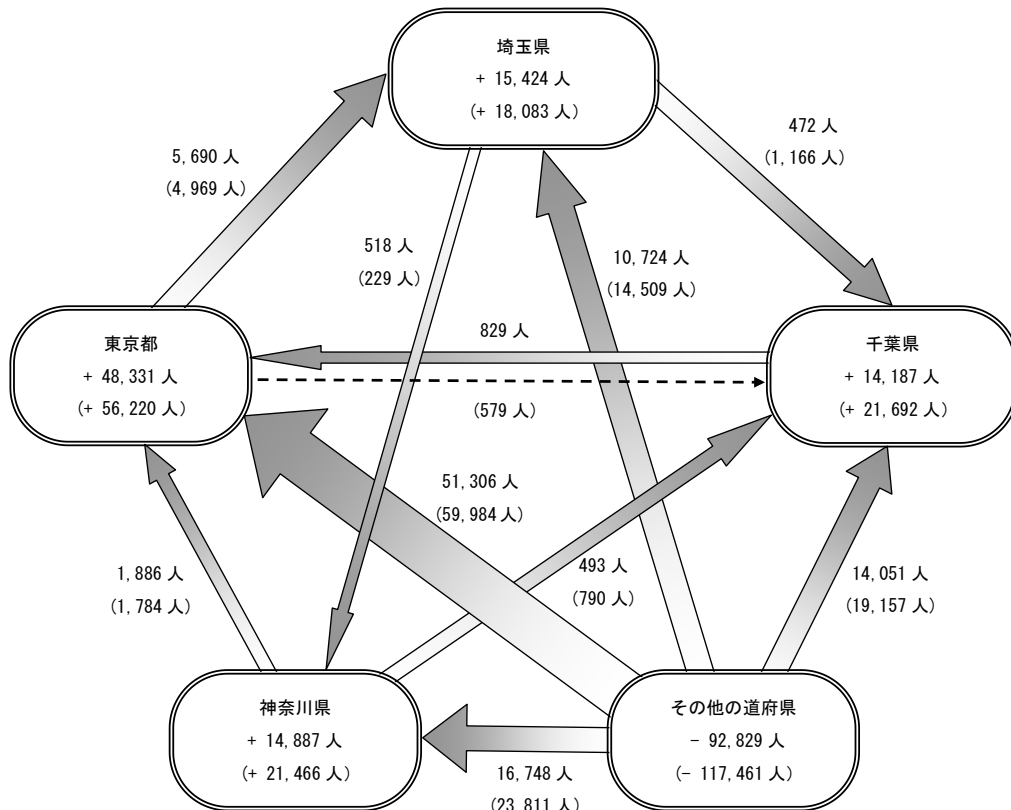 埼玉県
+ 15,424 人
(+ 18,083 人)
5,690 人
(4,969 人)
472 人
(1,166 人)
518 人
(229 人)
10,724 人
(14,509 人)
東京都
+ 48,331 人
(+ 56,220 人)
829 人
(579 人)
千葉県
+ 14,187 人
(+ 21,692 人)
51,306 人
(59,984 人)
1,886 人
(1,784 人)
493 人
(790 人)
14,051 人
(19,157 人)
神奈川県
+ 14,887 人
(+ 21,466 人)
16,748 人
(23,811 人)
その他の道府県
− 92,829 人
(− 117,461 人)